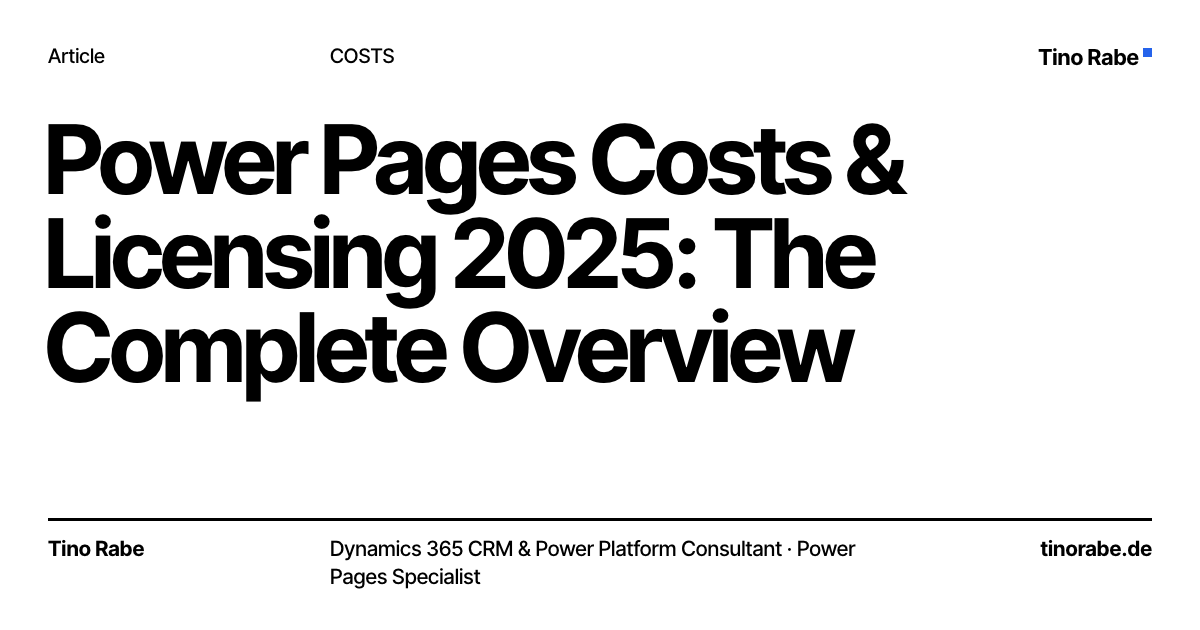 Article
COSTS
Tino Rabe
Power Pages Costs &
Licensing 2025: The
Complete Overview
Tino Rabe
Dynamics 365 CRM & Power Platform Consultant · Power
Pages Specialist
tinorabe.de